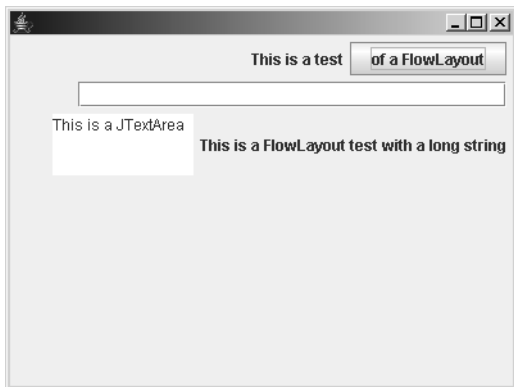 This is a test
of a FlowLayout
This is a JTextArea
This is a FlowLayout test with a long string